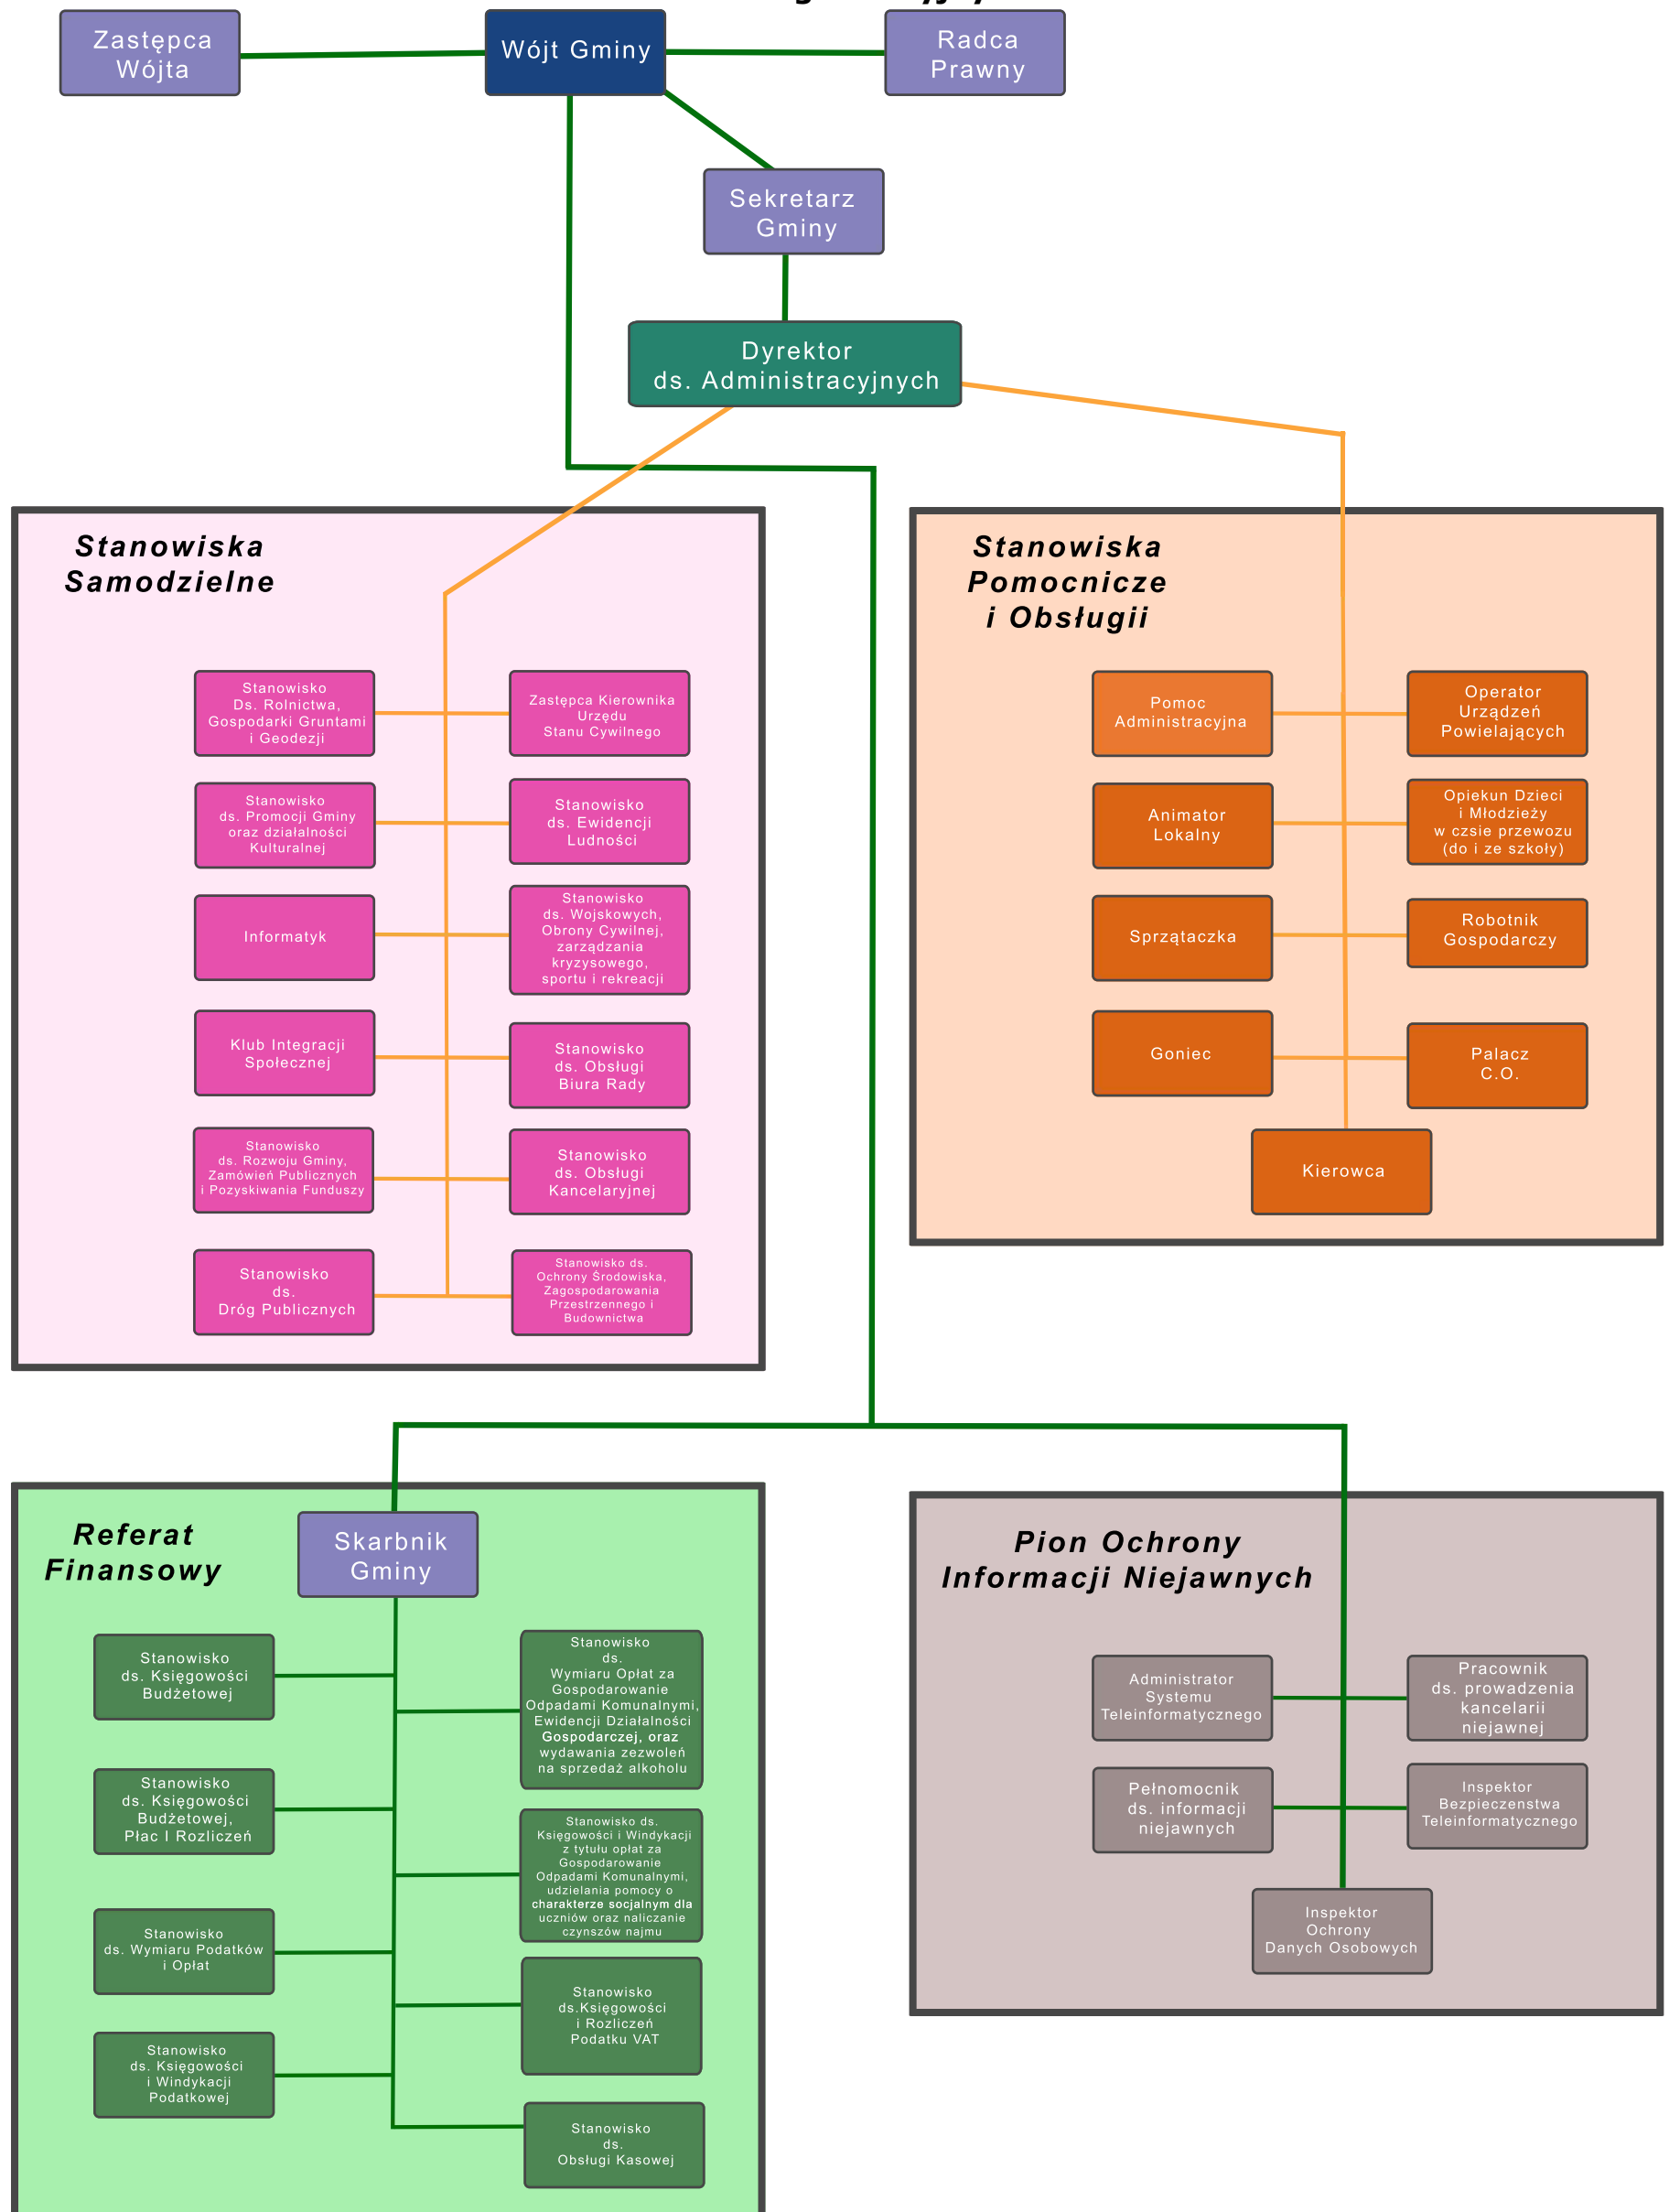 Zastępca
Wójta
Wójt Gminy
Radca
Prawny
Sekretarz
Gminy
Dyrektor
ds. Administracyjnych
Stanowiska
Samodzielne
Stanowisko
Ds. Rolnictwa,
Gospodarki Gruntami
i Geodezji
Zastępca Kierownika
Urzędu
Stanu Cywilnego
Stanowisko
ds. Promocji Gminy
oraz działalności
Kulturalnej
Stanowisko
ds. Ewidencji
Ludności
Informatyk
Stanowisko
ds. Wojskowych,
Obrony Cywilnej,
zarządzania
kryzysowego,
sportu i rekreacji
Klub Integracji
Społecznej
Stanowisko
ds. Obsługi
Biura Rady
Stanowisko
ds. Rozwoju Gminy,
Zamówień Publicznych
i Pozyskiwania Funduszy
Stanowisko
ds. Obsługi
Kancelaryjnej
Stanowisko
ds.
Dróg Publicznych
Stanowisko ds.
Ochrony Środowiska,
Zagospodarowania
Przestrzennego i
Budownictwa
Stanowiska
Pomocnicze
i Obsługii
Pomoc
Administracyjna
Operator
Urządzeń
Powielających
Animator
Lokalny
Opiekun Dzieci
i Młodzieży
w czsie przewozu
(do i ze szkoły)
Sprzątaczka
Robotnik
Gospodarczy
Goniec
Palacz
C.O.
Kierowca
Referat
Finansowy
Skarbnik
Gminy
Stanowisko
ds. Księgowości
Budżetowej
Stanowisko
ds.
Wymiaru Opłat za
Gospodarowanie
Odpadami Komunalnymi,
Ewidencji Działalności
Gospodarczej, oraz
wydawania zezwoleń
na sprzedaż alkoholu
Stanowisko
ds. Księgowości
Budżetowej,
Płac I Rozliczeń
Stanowisko ds.
Księgowości i Windykacji
z tytułu opłat za
Gospodarowanie
Odpadami Komunalnymi,
udzielania pomocy o
charakterze socjalnym dla
uczniów oraz naliczanie
czynszów najmu
Stanowisko
ds. Wymiaru Podatków
i Opłat
Stanowisko
ds.Księgowości
i Rozliczeń
Podatku VAT
Stanowisko
ds. Księgowości
i Windykacji
Podatkowej
Stanowisko
ds.
Obsługi Kasowej
Pion Ochrony
Informacji Niejawnych
Administrator
Systemu
Teleinformatycznego
Pracownik
ds. prowadzenia
kancelarii
niejawnej
Pełnomocnik
ds. informacji
niejawnych
Inspektor
Bezpieczenstwa
Teleinformatycznego
Inspektor
Ochrony
Danych Osobowych